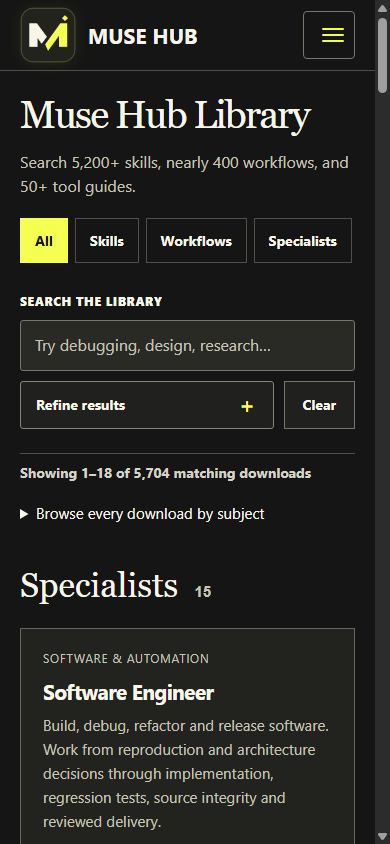 MUSE HUB
Muse Hub Library
Search 5,200+ skills, nearly 400 workflows, and
50+ tool guides.
All Skills Workflows Specialists
SEARCH THE LIBRARY
Try debugging, design, research...
Refine results + Clear
Showing 1–18 of 5,704 matching downloads
Browse every download by subject
Specialists 15
SOFTWARE & AUTOMATION
Software Engineer
Build, debug, refactor and release software.
Work from reproduction and architecture
decisions through implementation,
regression tests, source integrity and
reviewed delivery.